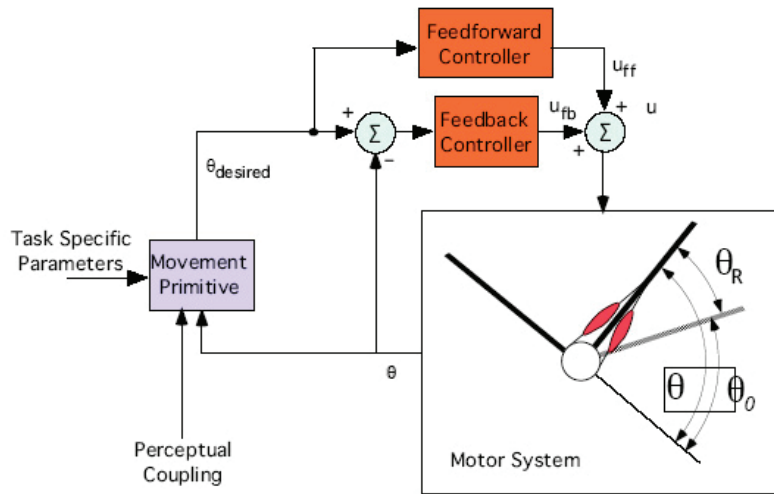 Feedforward
Controller
u_ff
+
u
+
Σ
u_fb
Feedback
Controller
Σ
+
−
θ_desired
Task Specific
Parameters
Movement
Primitive
θ
Perceptual
Coupling
θ_R
θ
θ_0
Motor System